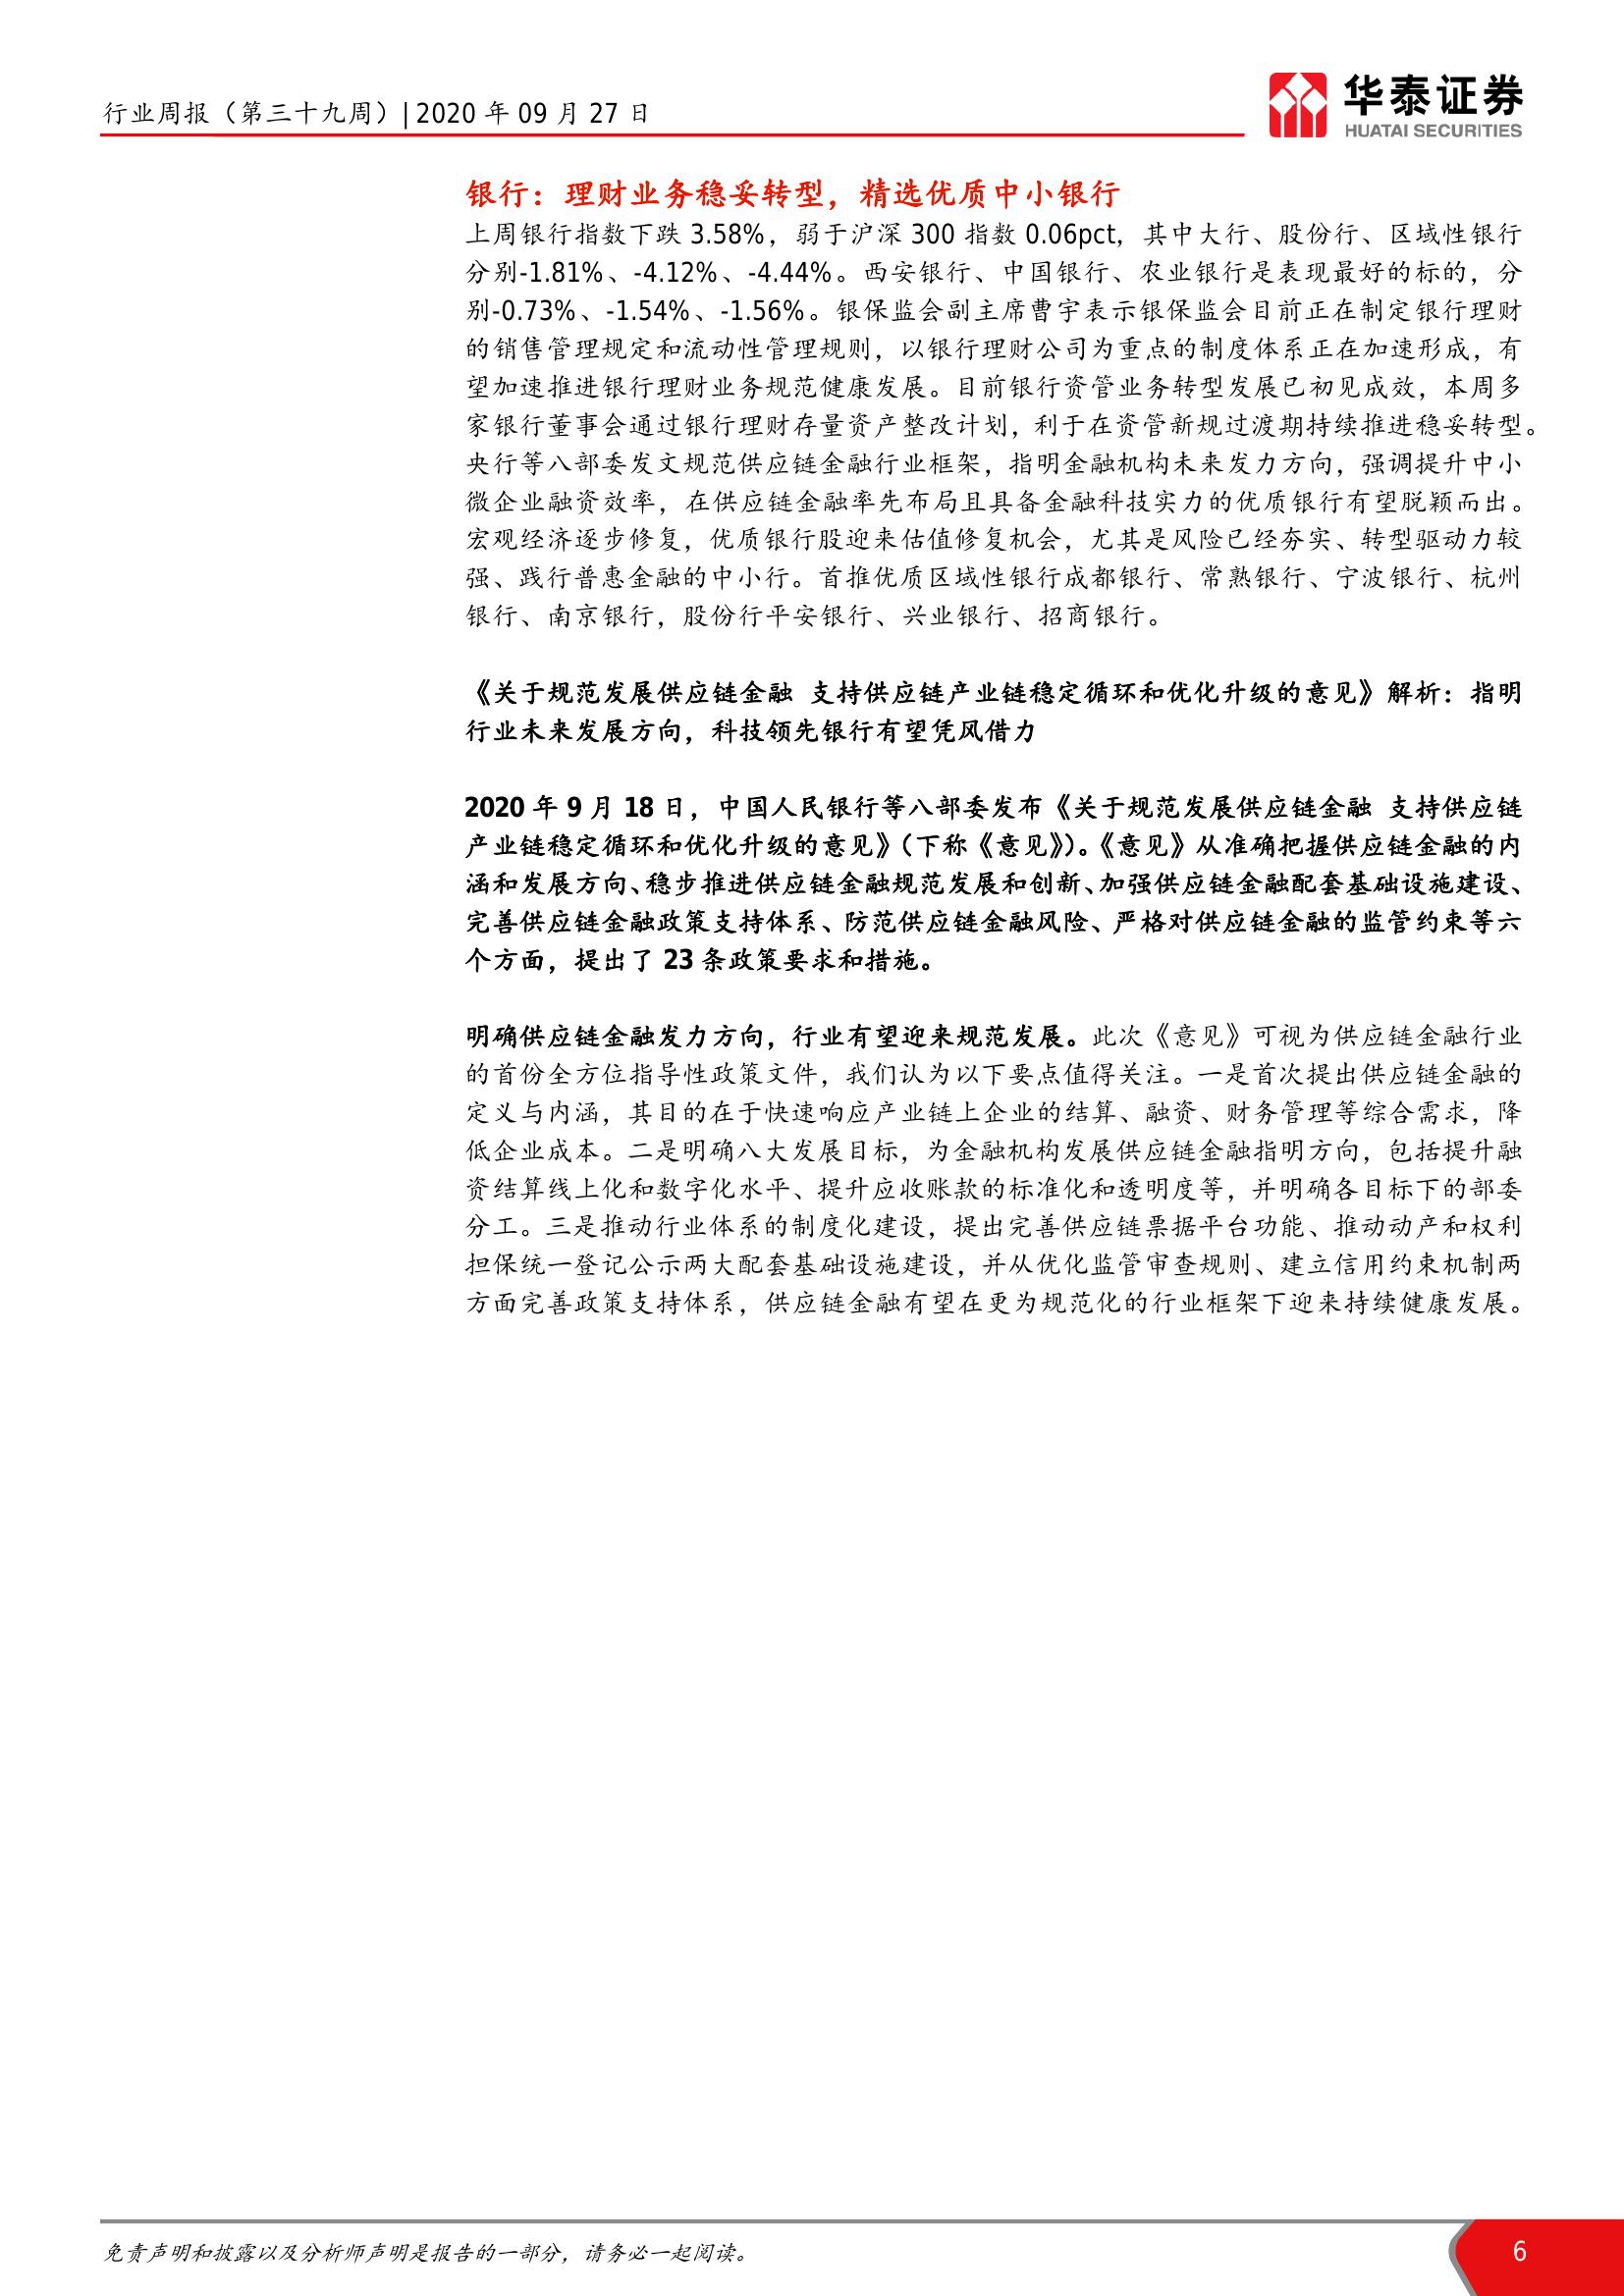 行业周报（第三十九周）| 2020 年 09 月 27 日
华泰证券
HUATAI SECURITIES
银行：理财业务稳妥转型，精选优质中小银行
上周银行指数下跌 3.58%，弱于沪深 300 指数 0.06pct，其中大行、股份行、区域性银行
分别-1.81%、-4.12%、-4.44%。西安银行、中国银行、农业银行是表现最好的标的，分
别-0.73%、-1.54%、-1.56%。银保监会副主席曹宇表示银保监会目前正在制定银行理财
的销售管理规定和流动性管理规则，以银行理财公司为重点的制度体系正在加速形成，有
望加速推进银行理财业务规范健康发展。目前银行资管业务转型发展已初见成效，本周多
家银行董事会通过银行理财存量资产整改计划，利于在资管新规过渡期持续推进稳妥转型。
央行等八部委发文规范供应链金融行业框架，指明金融机构未来发力方向，强调提升中小
微企业融资效率，在供应链金融率先布局且具备金融科技实力的优质银行有望脱颖而出。
宏观经济逐步修复，优质银行股迎来估值修复机会，尤其是风险已经夯实、转型驱动力较
强、践行普惠金融的中小行。首推优质区域性银行成都银行、常熟银行、宁波银行、杭州
银行、南京银行，股份行平安银行、兴业银行、招商银行。
《关于规范发展供应链金融 支持供应链产业链稳定循环和优化升级的意见》解析：指明
行业未来发展方向，科技领先银行有望凭风借力
2020 年 9 月 18 日，中国人民银行等八部委发布《关于规范发展供应链金融 支持供应链
产业链稳定循环和优化升级的意见》（下称《意见》）。《意见》从准确把握供应链金融的内
涵和发展方向、稳步推进供应链金融规范发展和创新、加强供应链金融配套基础设施建设、
完善供应链金融政策支持体系、防范供应链金融风险、严格对供应链金融的监管约束等六
个方面，提出了 23 条政策要求和措施。
明确供应链金融发力方向，行业有望迎来规范发展。此次《意见》可视为供应链金融行业
的首份全方位指导性政策文件，我们认为以下要点值得关注。一是首次提出供应链金融的
定义与内涵，其目的在于快速响应产业链上企业的结算、融资、财务管理等综合需求，降
低企业成本。二是明确八大发展目标，为金融机构发展供应链金融指明方向，包括提升融
资结算线上化和数字化水平、提升应收账款的标准化和透明度等，并明确各目标下的部委
分工。三是推动行业体系的制度化建设，提出完善供应链票据平台功能、推动动产和权利
担保统一登记公示两大配套基础设施建设，并从优化监管审查规则、建立信用约束机制两
方面完善政策支持体系，供应链金融有望在更为规范化的行业框架下迎来持续健康发展。
免责声明和披露以及分析师声明是报告的一部分，请务必一起阅读。
6